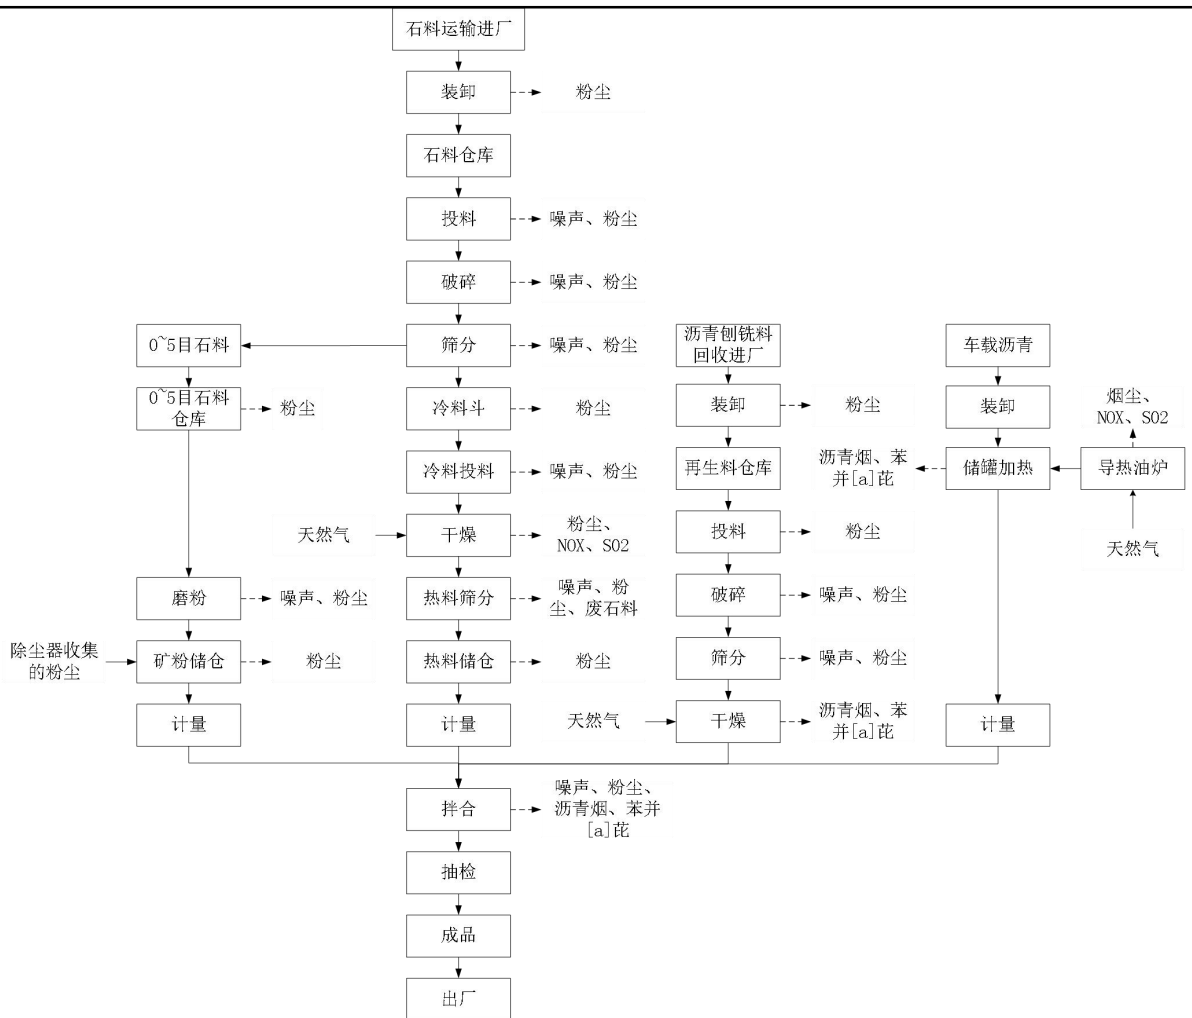 石料运输进厂
装卸
粉尘
石料仓库
投料
噪声、粉尘
破碎
噪声、粉尘
0~5目石料
筛分
噪声、粉尘
沥青刨铣料
回收进厂
车载沥青
0~5目石料
仓库
粉尘
冷料斗
粉尘
装卸
粉尘
装卸
烟尘、
NOX、SO2
冷料投料
噪声、粉尘
再生料仓库
沥青烟、苯
并[a]芘
储罐加热
导热油炉
天然气
干燥
粉尘、
NOX、SO2
投料
粉尘
天然气
磨粉
噪声、粉尘
热料筛分
噪声、粉
尘、废石料
破碎
噪声、粉尘
除尘器收集
的粉尘
矿粉储仓
粉尘
热料储仓
粉尘
筛分
噪声、粉尘
计量
计量
天然气
干燥
沥青烟、苯
并[a]芘
计量
拌合
噪声、粉尘、
沥青烟、苯并
[a]芘
抽检
成品
出厂